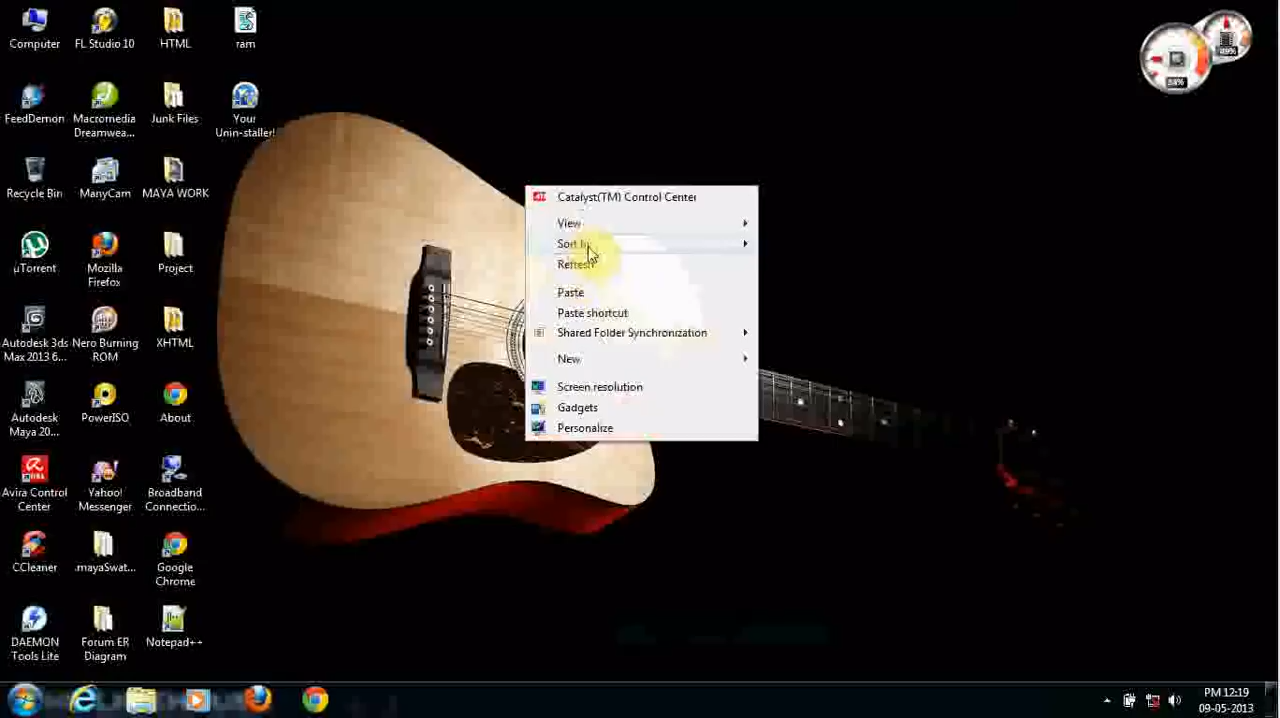 Computer
FL Studio 10
HTML
ram
FeedDemon
Macromedia
Dreamwea...
Junk Files
Your
Unin-staller!
Recycle Bin
ManyCam
MAYA WORK
µTorrent
Mozilla
Firefox
Project
Autodesk 3ds
Max 2013 6...
Nero Burning
ROM
XHTML
Autodesk
Maya 20...
PowerISO
About
Avira Control
Center
Yahoo!
Messenger
Broadband
Connectio...
CCleaner
.mayaSwat...
Google
Chrome
DAEMON
Tools Lite
Forum ER
Diagram
Notepad++
Catalyst(TM) Control Center
View
Sort by
Refresh
Paste
Paste shortcut
Shared Folder Synchronization
New
Screen resolution
Gadgets
Personalize
PM 12:19
09-05-2013